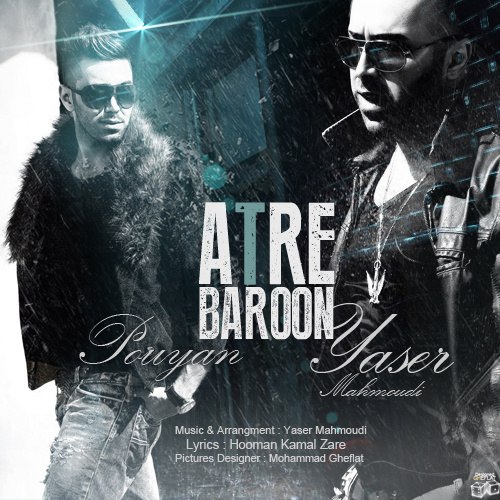 ATRE
BAROON
Pouyan
Yaser
Mahmoudi
Music & Arrangment : Yaser Mahmoudi
Lyrics : Hooman Kamal Zare
Pictures Designer : Mohammad Gheflat